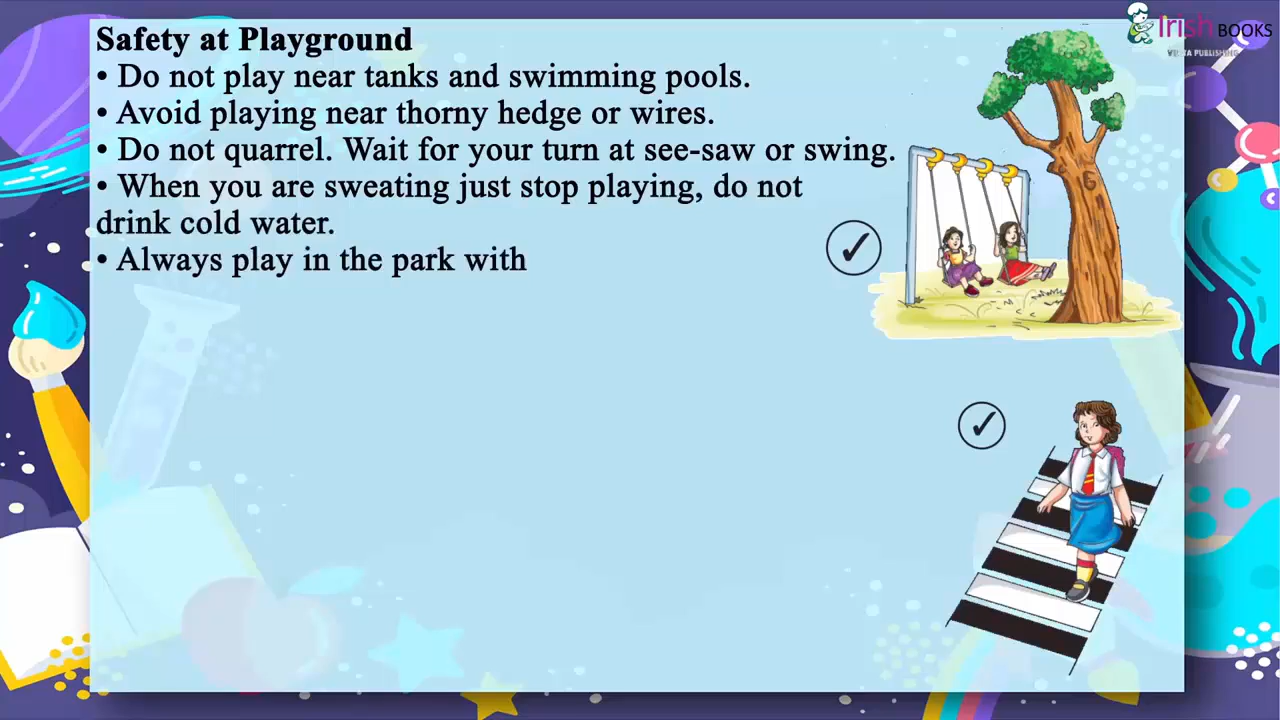 Safety at Playground
• Do not play near tanks and swimming pools.
• Avoid playing near thorny hedge or wires.
• Do not quarrel. Wait for your turn at see-saw or swing.
• When you are sweating just stop playing, do not
drink cold water.
• Always play in the park with
Irish BOOKS